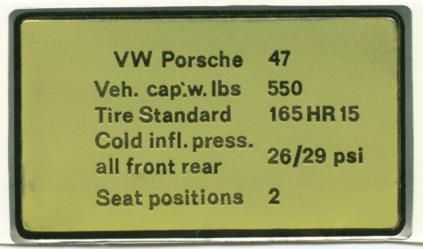 VW Porsche 47
Veh. cap.w. lbs 550
Tire Standard 165 HR 15
Cold infl. press.
all front rear 26/29 psi
Seat positions 2